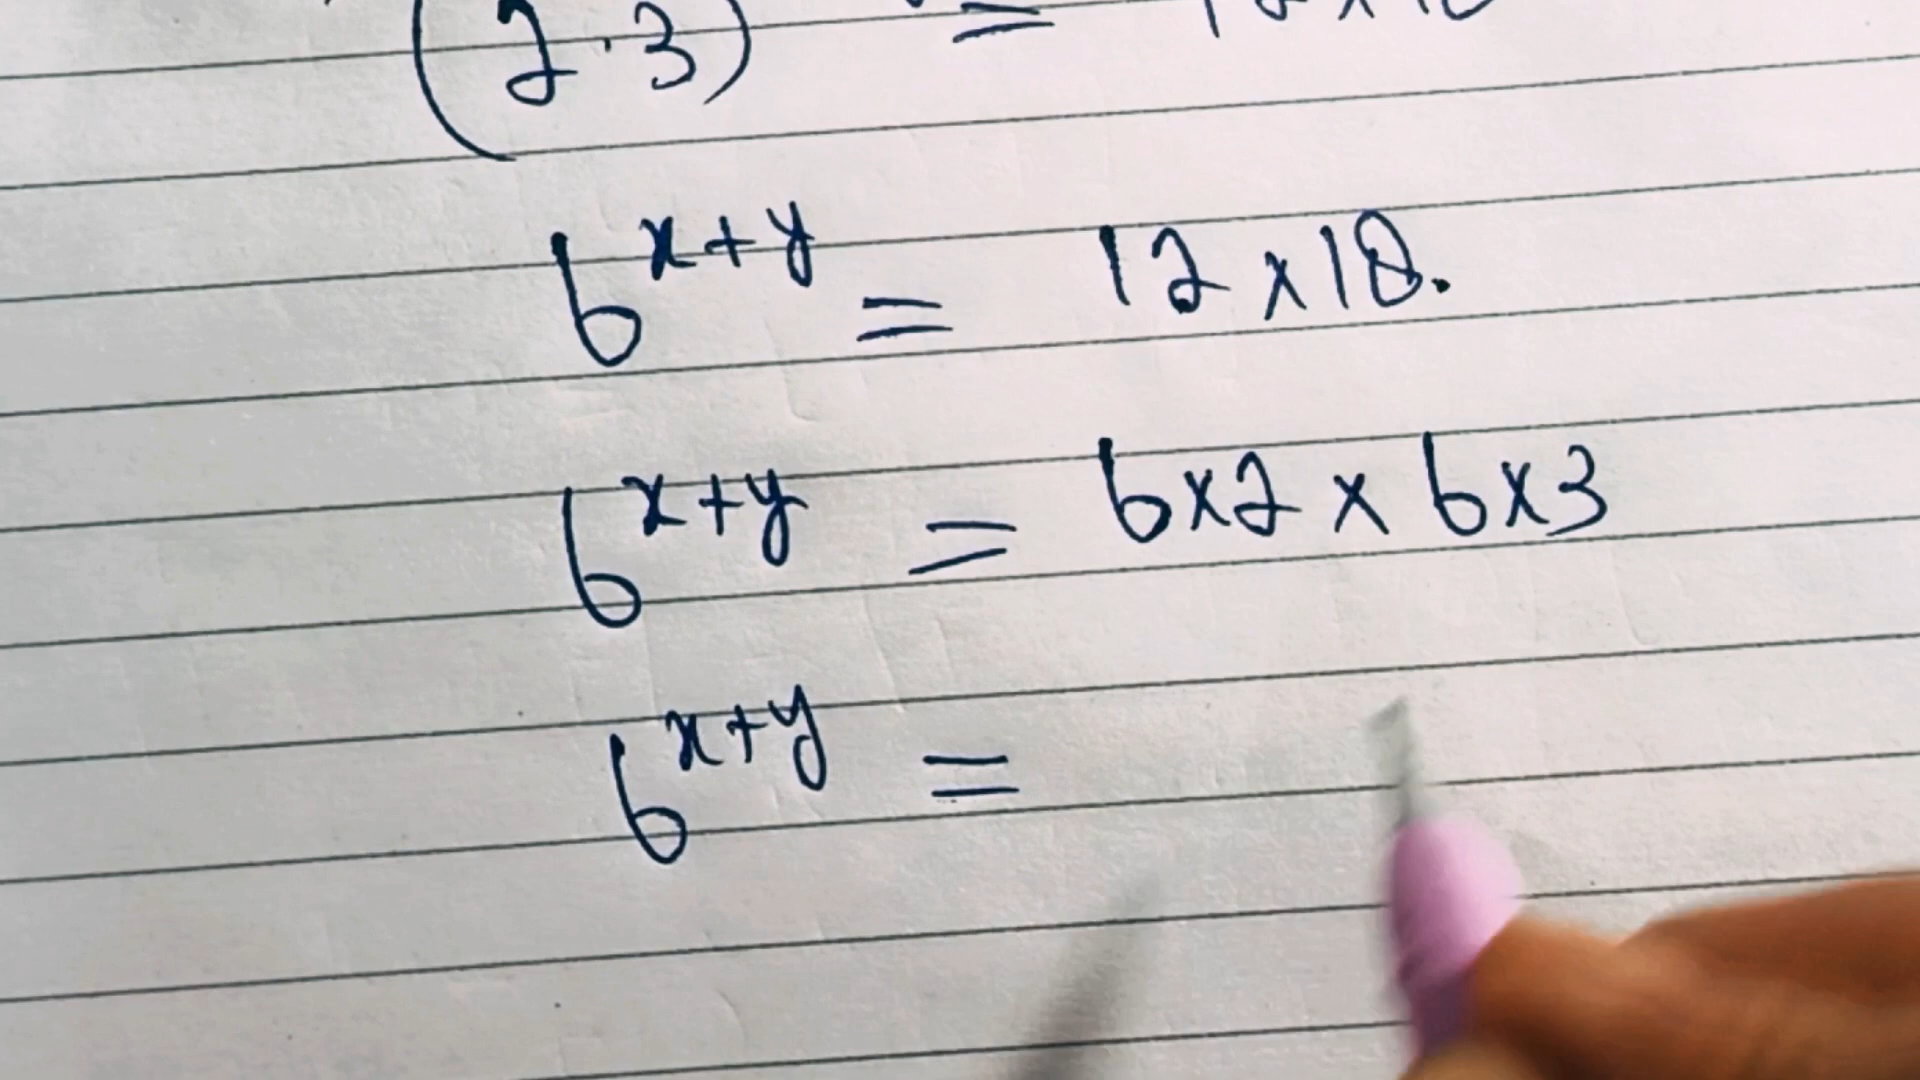 (2·3) =
6^{x+y} = 12 x 18.
6^{x+y} = 6x2 x 6x3
6^{x+y} =